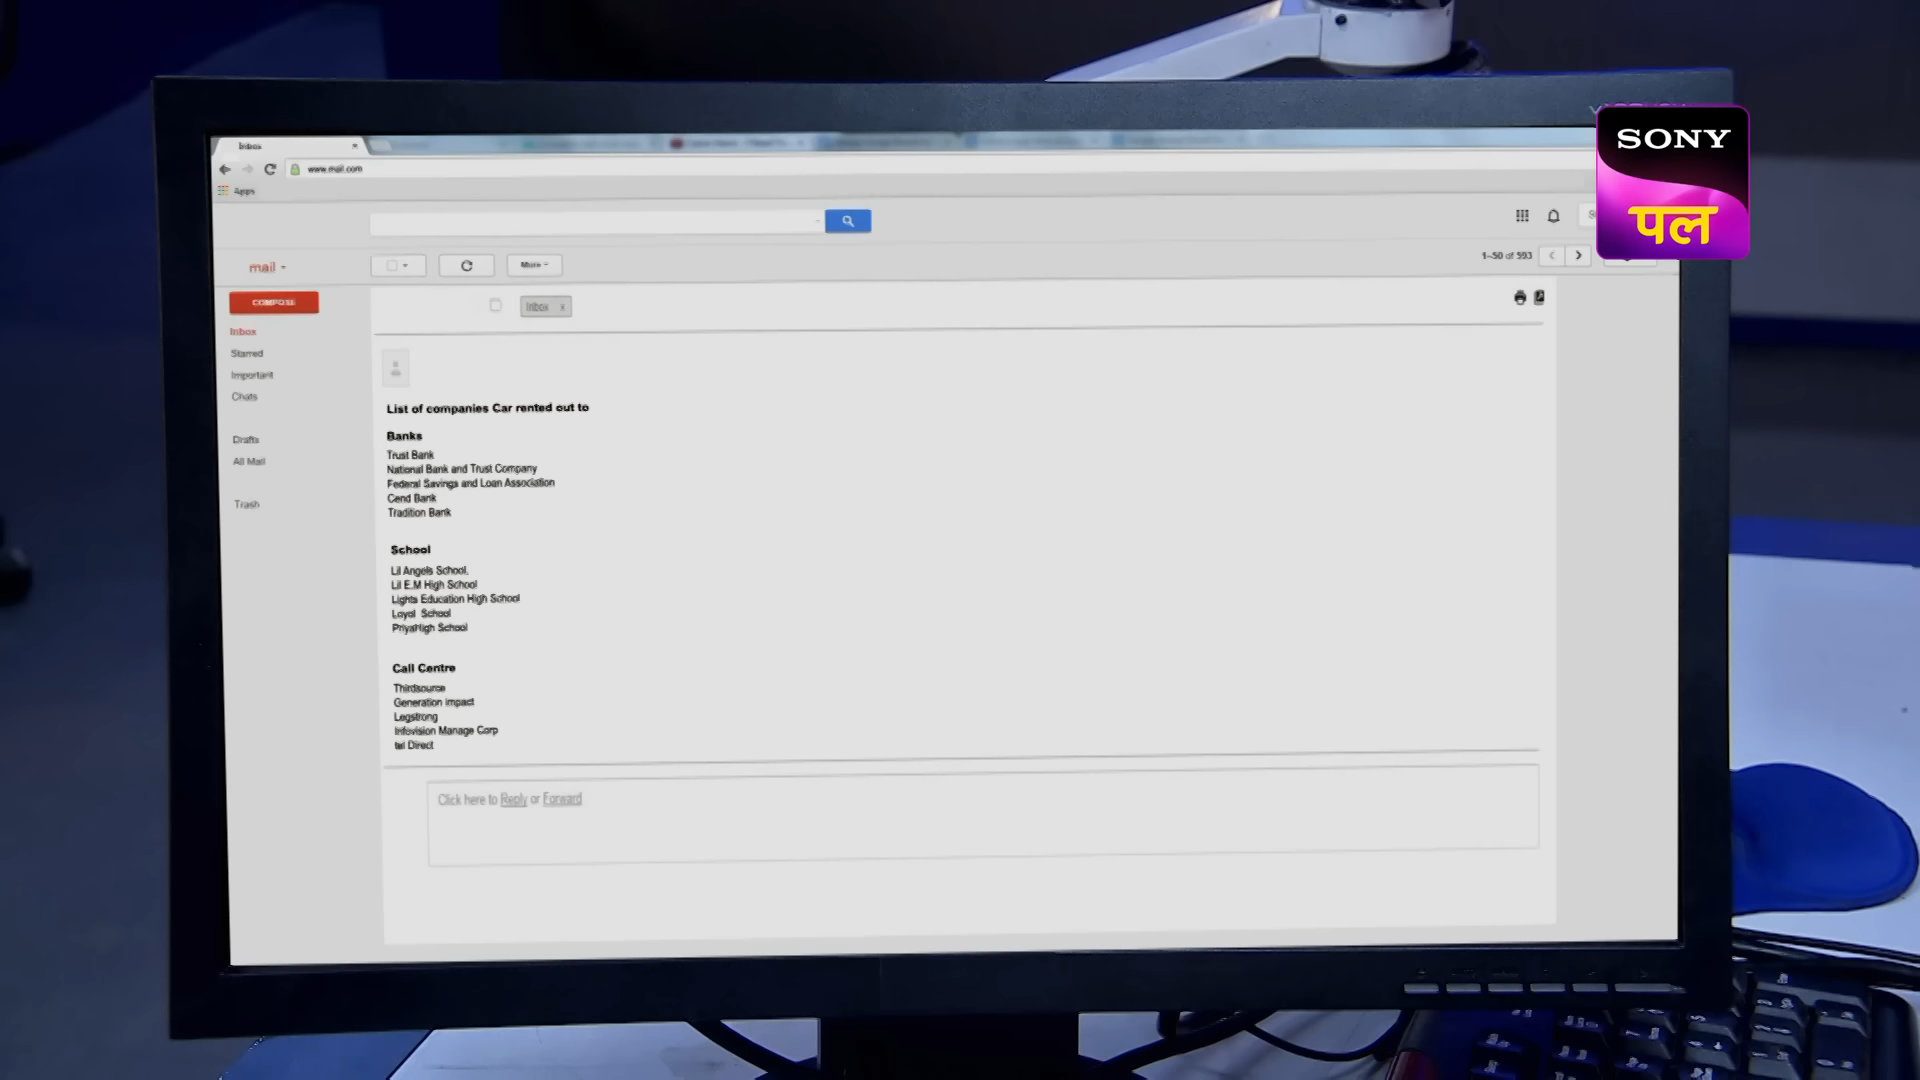 SONY
पल
Inbox
www.mail.com
Apps
mail
More
1-50 of 593
COMPOSE
Inbox x
Inbox
Starred
Important
Chats
Drafts
All Mail
Trash
List of companies Car rented out to
Banks
Trust Bank
National Bank and Trust Company
Federal Savings and Loan Association
Cend Bank
Tradition Bank
School
Lil Angels School,
Lil E.M High School
Lights Education High School
Loyol School
PriyaHigh School
Call Centre
Thirdsource
Generation impact
Legstrong
Infovision Manage Corp
tel Direct
Click here to Reply or Forward